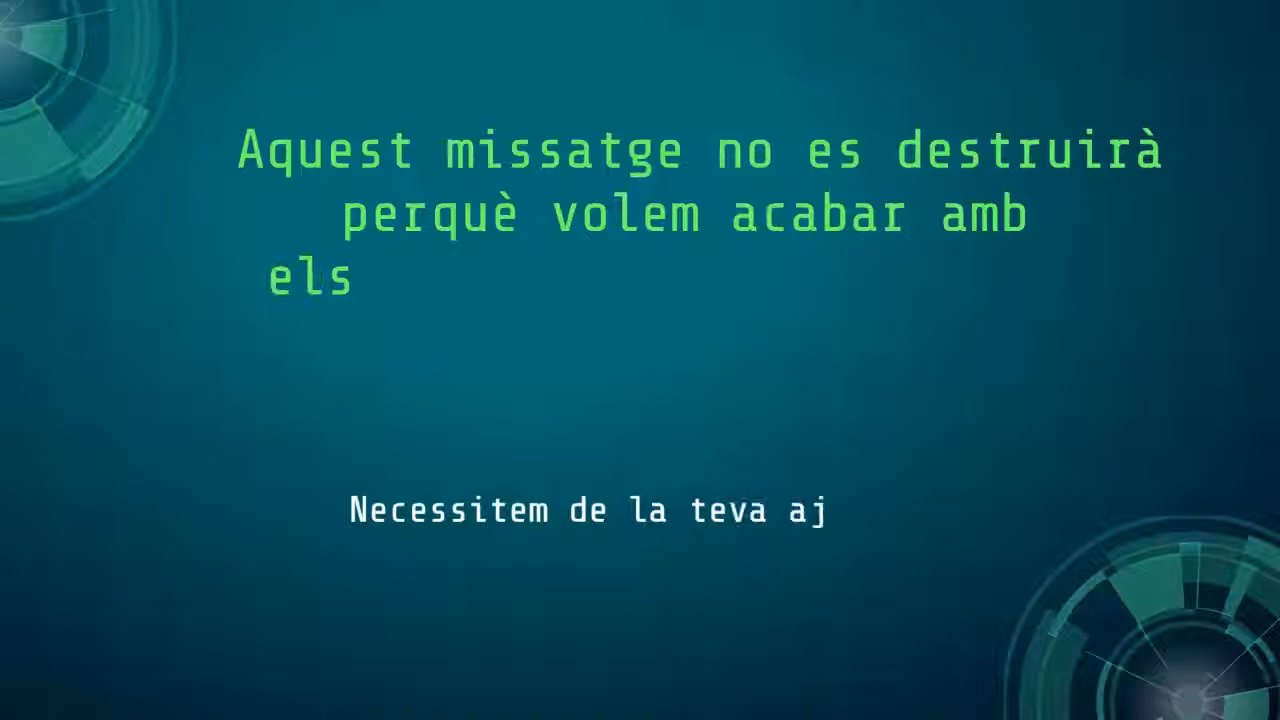 Aquest missatge no es destruirà
perquè volem acabar amb
els
Necessitem de la teva aj